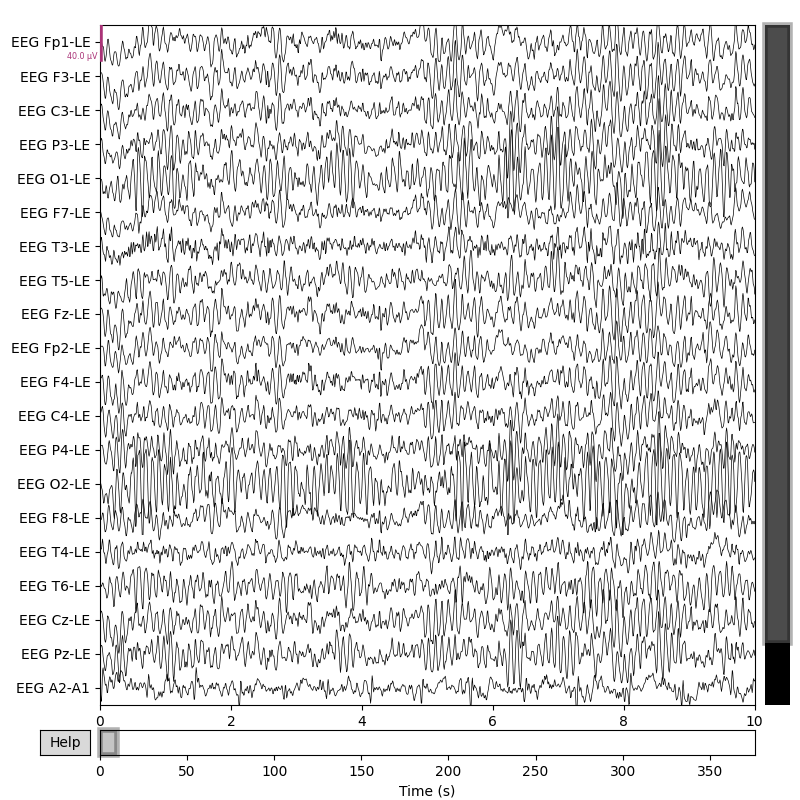 EEG Fp1-LE
40.0 µV
EEG F3-LE
EEG C3-LE
EEG P3-LE
EEG O1-LE
EEG F7-LE
EEG T3-LE
EEG T5-LE
EEG Fz-LE
EEG Fp2-LE
EEG F4-LE
EEG C4-LE
EEG P4-LE
EEG O2-LE
EEG F8-LE
EEG T4-LE
EEG T6-LE
EEG Cz-LE
EEG Pz-LE
EEG A2-A1
0 2 4 6 8 10
Help
0 50 100 150 200 250 300 350
Time (s)